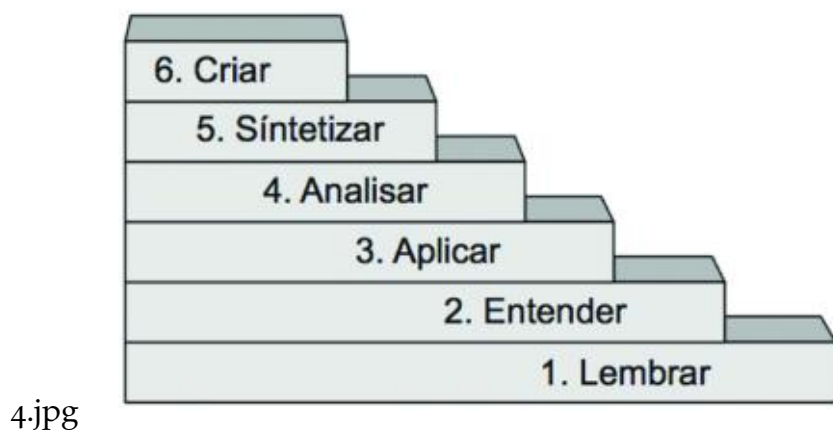 6. Criar
5. Síntetizar
4. Analisar
3. Aplicar
2. Entender
1. Lembrar
4.jpg